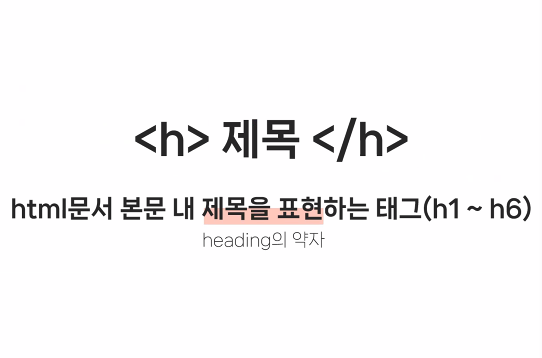 <h> 제목 </h>
html문서 본문 내 제목을 표현하는 태그(h1 ~ h6)
heading의 약자